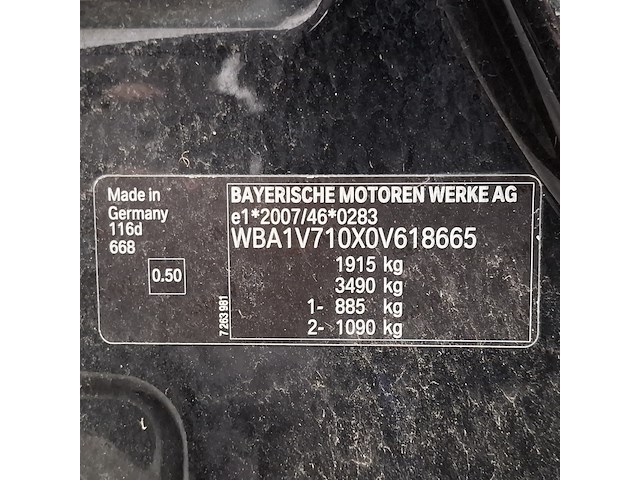 Made in
Germany
116d
668
0.50
7 263 961
BAYERISCHE MOTOREN WERKE AG
e1*2007/46*0283
WBA1V710X0V618665
1915 kg
3490 kg
1- 885 kg
2- 1090 kg